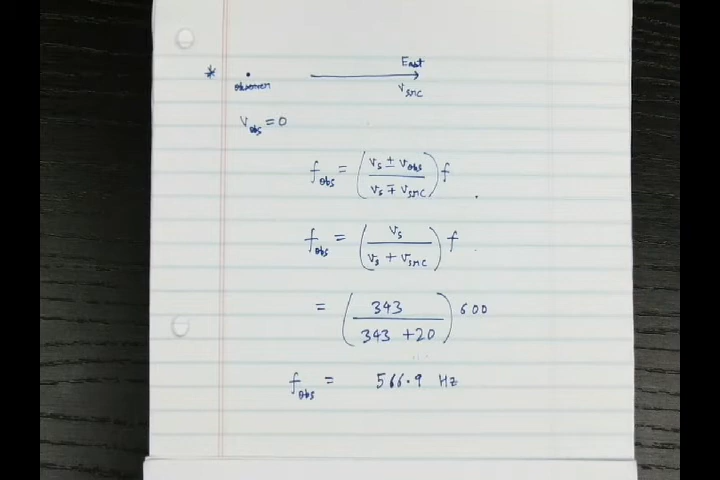 East
* observer
v_src
v_obs = 0
f_obs = ( (v_s ± v_obs) / (v_s ∓ v_src) ) f
f_obs = ( v_s / (v_s + v_src) ) f
= ( 343 / (343 + 20) ) 600
f_obs = 566.9 Hz